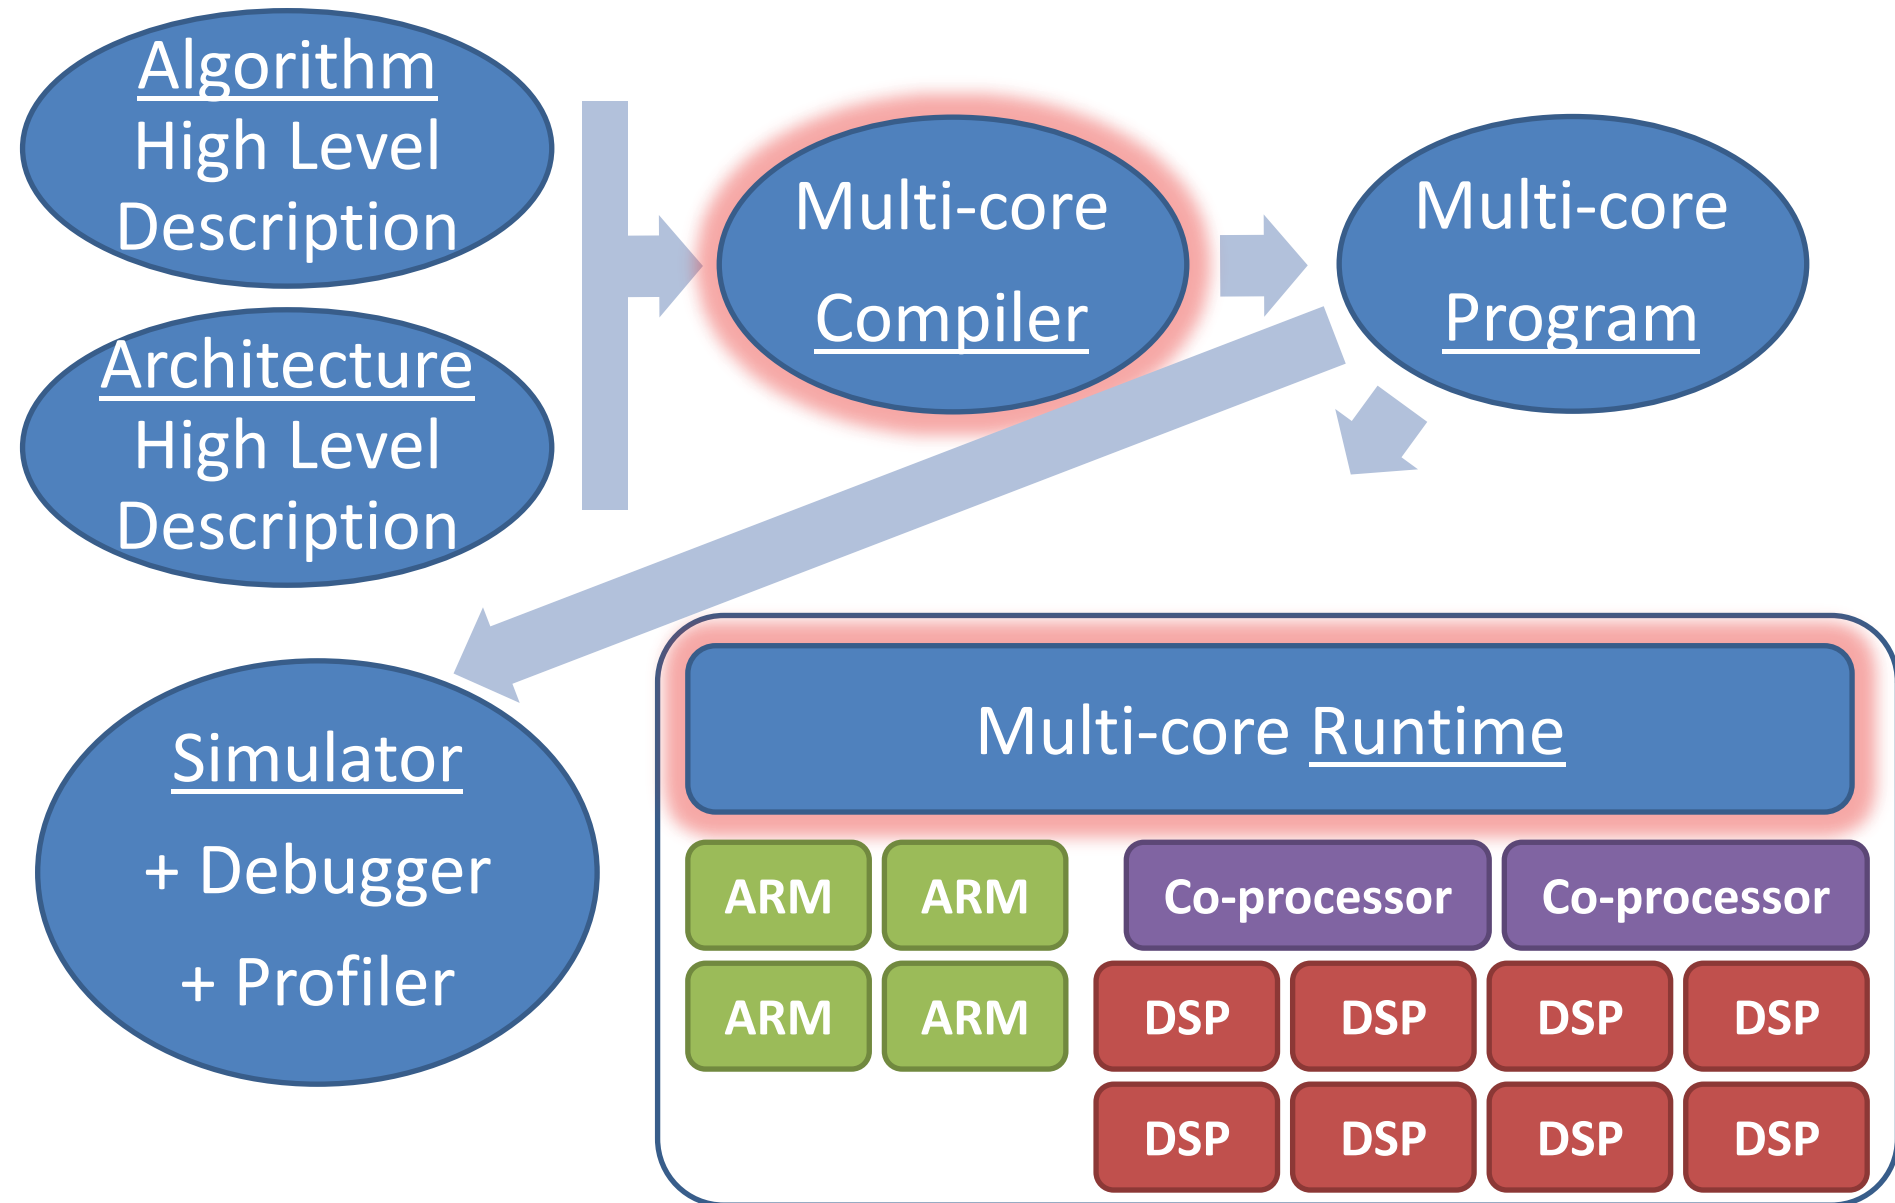 Algorithm
High Level
Description
Architecture
High Level
Description
Multi-core
Compiler
Multi-core
Program
Simulator
+ Debugger
+ Profiler
Multi-core Runtime
ARM ARM Co-processor Co-processor
ARM ARM DSP DSP DSP DSP
DSP DSP DSP DSP